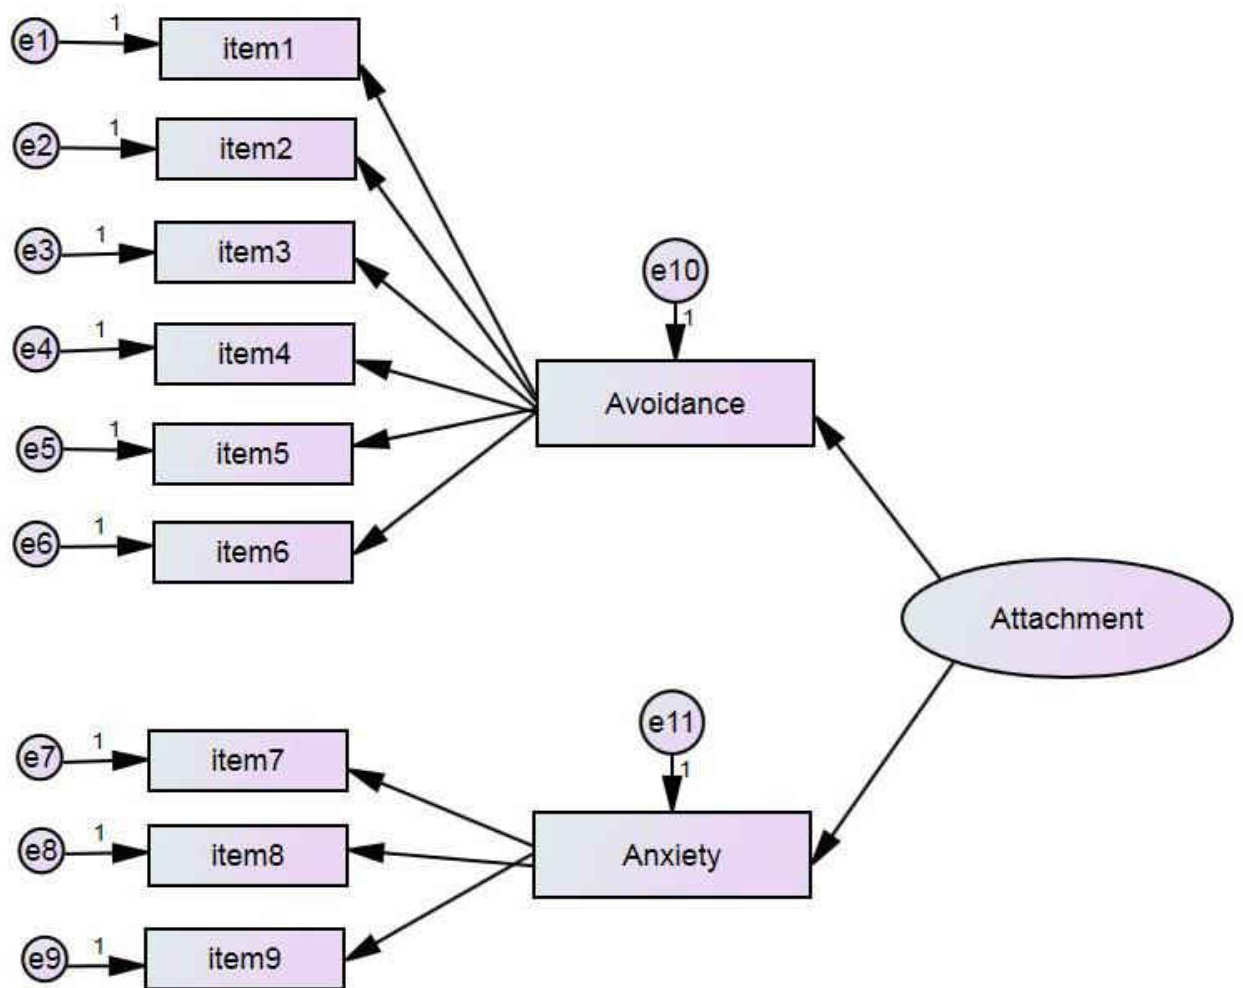 e1 1 item1
e2 1 item2
e3 1 item3
e10
1
e4 1 item4
Avoidance
e5 1 item5
e6 1 item6
Attachment
e11
1
e7 1 item7
e8 1 item8
Anxiety
e9 1 item9